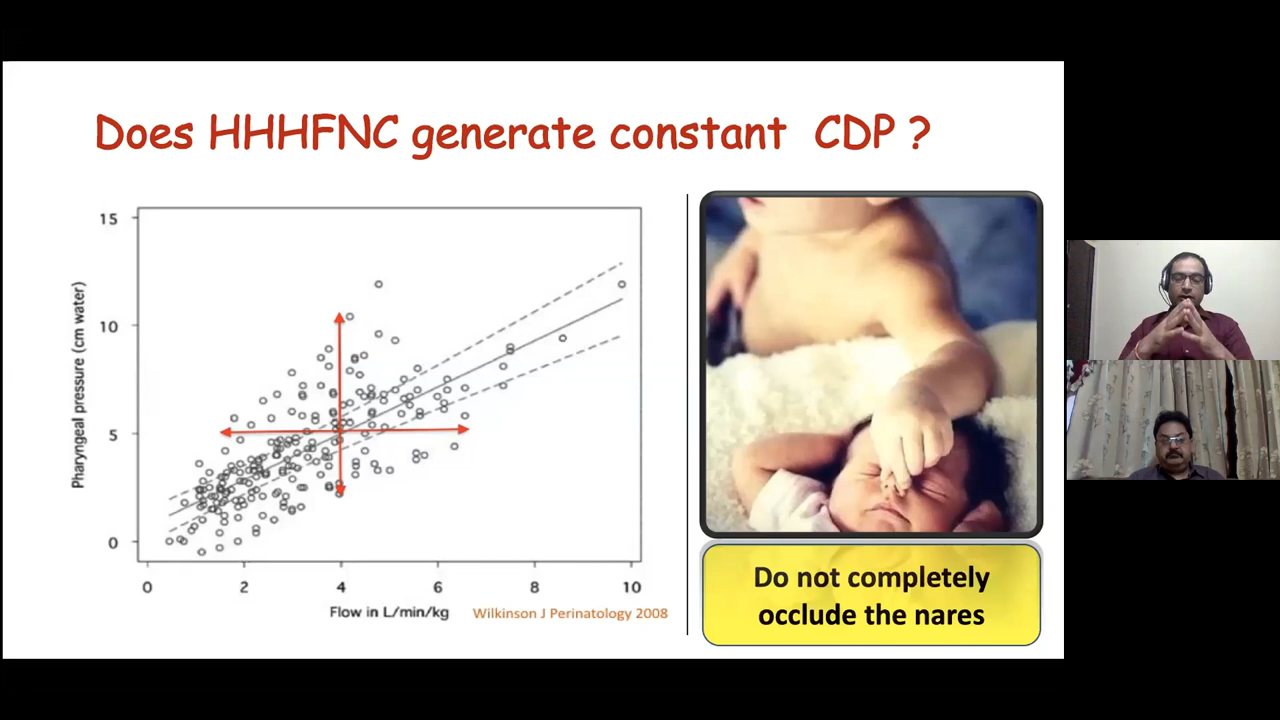 Does HHHFNC generate constant CDP ?
15
10
5
0
Pharyngeal pressure (cm water)
0 2 4 6 8 10
Flow in L/min/kg
Wilkinson J Perinatology 2008
Do not completely
occlude the nares